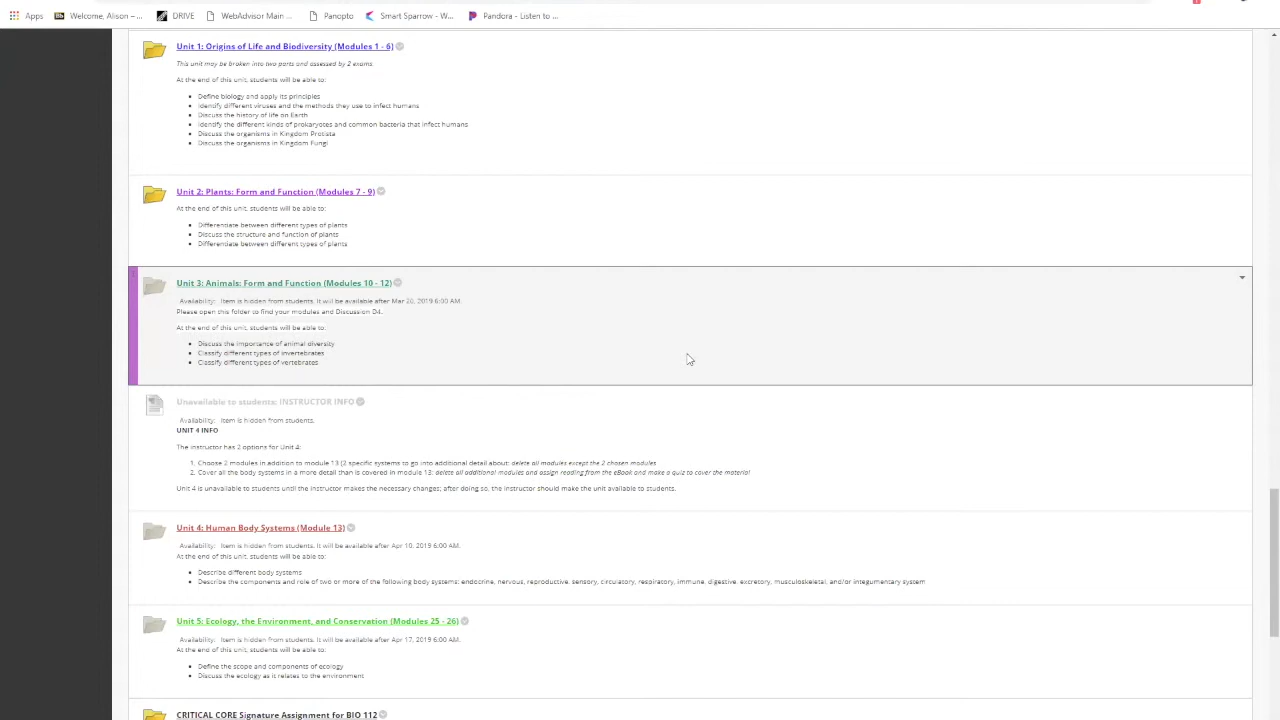 Apps Welcome, Alison – ... DRIVE WebAdvisor Main ... Panopto Smart Sparrow - W... Pandora - Listen to ...
Unit 1: Origins of Life and Biodiversity (Modules 1 - 6)
This unit may be broken into two parts and assessed by 2 exams.
At the end of this unit, students will be able to:
Define biology and apply its principles
Identify different viruses and the methods they use to infect humans
Discuss the history of life on Earth
Identify the different kinds of prokaryotes and common bacteria that infect humans
Discuss the organisms in Kingdom Protista
Discuss the organisms in Kingdom Fungi
Unit 2: Plants: Form and Function (Modules 7 - 9)
At the end of this unit, students will be able to:
Differentiate between different types of plants
Discuss the structure and function of plants
Differentiate between different types of plants
Unit 3: Animals: Form and Function (Modules 10 - 12)
Availability: Item is hidden from students. It will be available after Mar 20, 2019 6:00 AM.
Please open this folder to find your modules and Discussion D4.
At the end of this unit, students will be able to:
Discuss the importance of animal diversity
Classify different types of invertebrates
Classify different types of vertebrates
Unavailable to students: INSTRUCTOR INFO
Availability: Item is hidden from students.
UNIT 4 INFO
The instructor has 2 options for Unit 4:
1. Choose 2 modules in addition to module 13 (2 specific systems to go into additional detail about: delete all modules except the 2 chosen modules
2. Cover all the body systems in a more detail than is covered in module 13: delete all additional modules and assign reading from the eBook and make a quiz to cover the material
Unit 4 is unavailable to students until the instructor makes the necessary changes; after doing so, the instructor should make the unit available to students.
Unit 4: Human Body Systems (Module 13)
Availability: Item is hidden from students. It will be available after Apr 10, 2019 6:00 AM.
At the end of this unit, students will be able to:
Describe different body systems
Describe the components and role of two or more of the following body systems: endocrine, nervous, reproductive, sensory, circulatory, respiratory, immune, digestive, excretory, musculoskeletal, and/or integumentary system
Unit 5: Ecology, the Environment, and Conservation (Modules 25 - 26)
Availability: Item is hidden from students. It will be available after Apr 17, 2019 6:00 AM.
At the end of this unit, students will be able to:
Define the scope and components of ecology
Discuss the ecology as it relates to the environment
CRITICAL CORE Signature Assignment for BIO 112